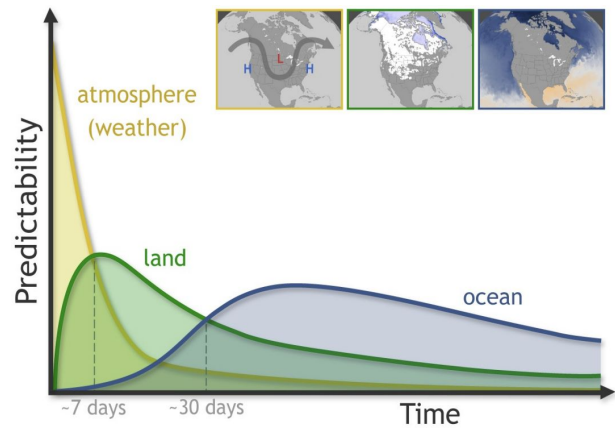 H
L
H
atmosphere
(weather)
land
ocean
Predictability
~7 days
~30 days
Time